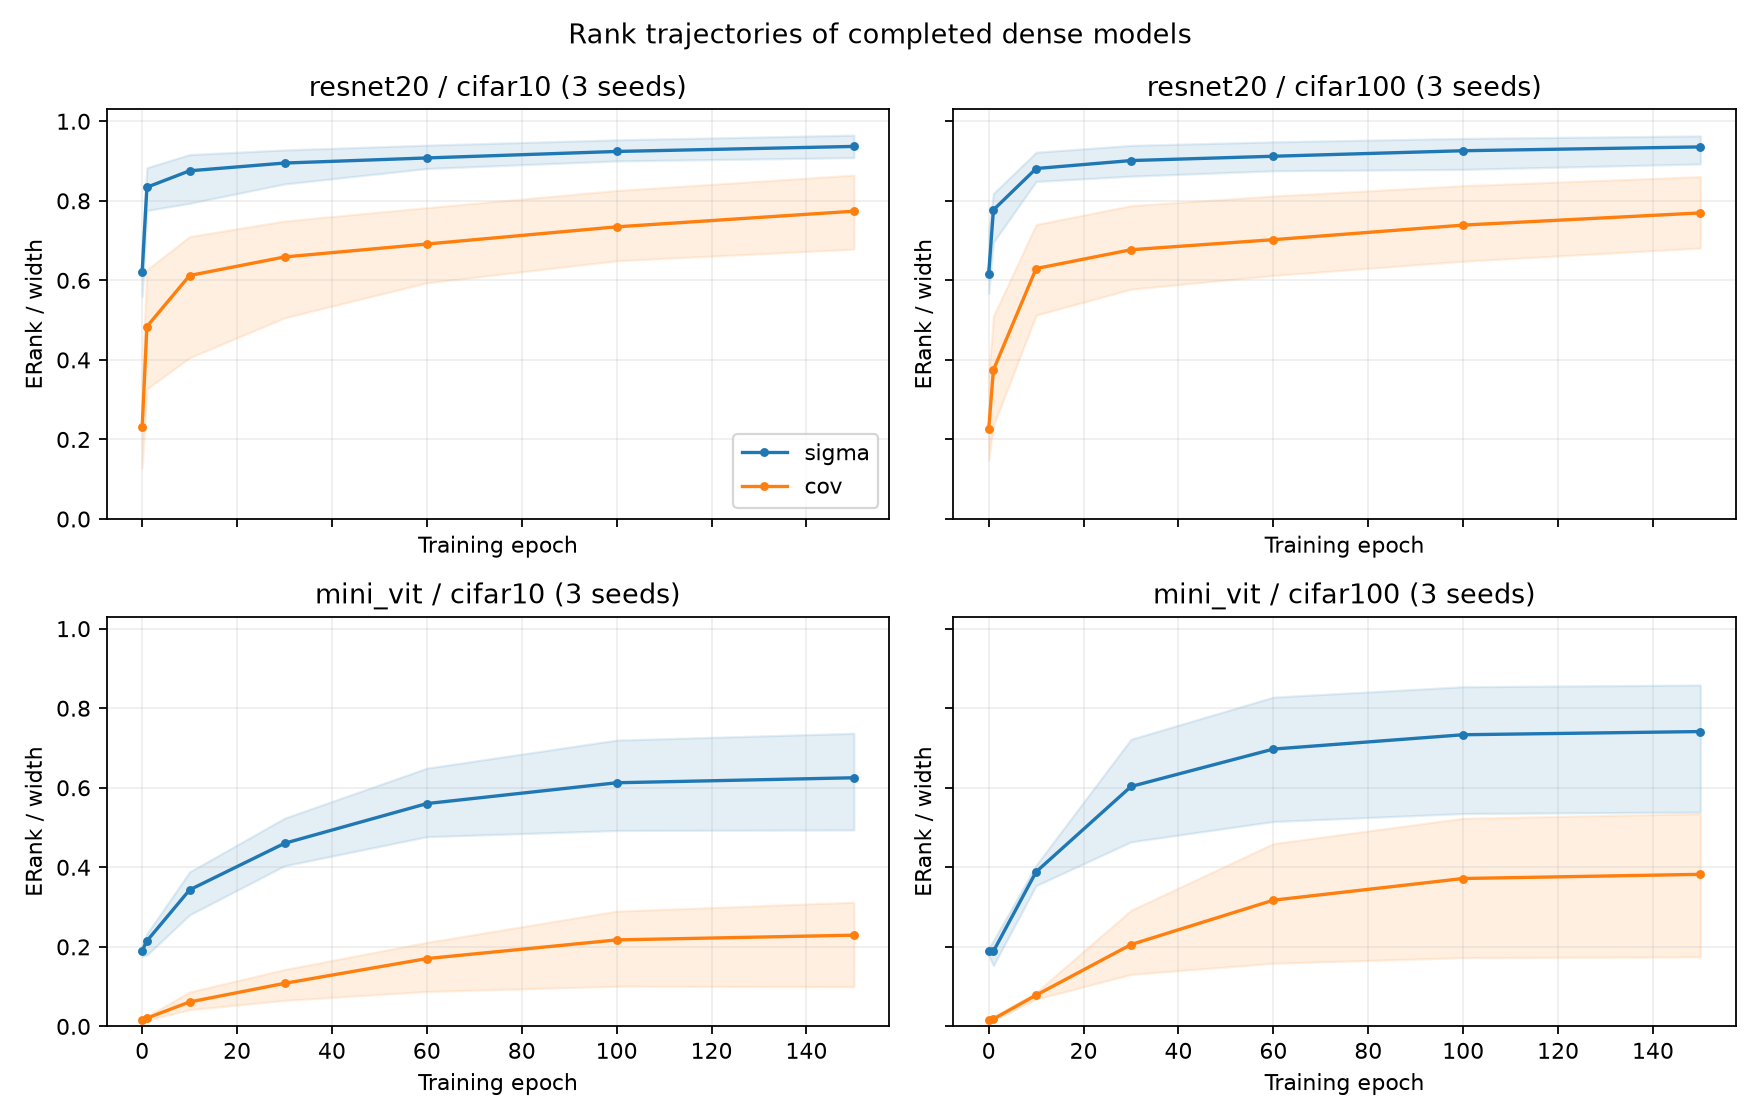 Rank trajectories of completed dense models
resnet20 / cifar10 (3 seeds)
resnet20 / cifar100 (3 seeds)
ERank / width
1.0
0.8
0.6
0.4
0.2
0.0
sigma
cov
Training epoch
ERank / width
Training epoch
mini_vit / cifar10 (3 seeds)
mini_vit / cifar100 (3 seeds)
ERank / width
1.0
0.8
0.6
0.4
0.2
0.0
0 20 40 60 80 100 120 140
Training epoch
ERank / width
0 20 40 60 80 100 120 140
Training epoch